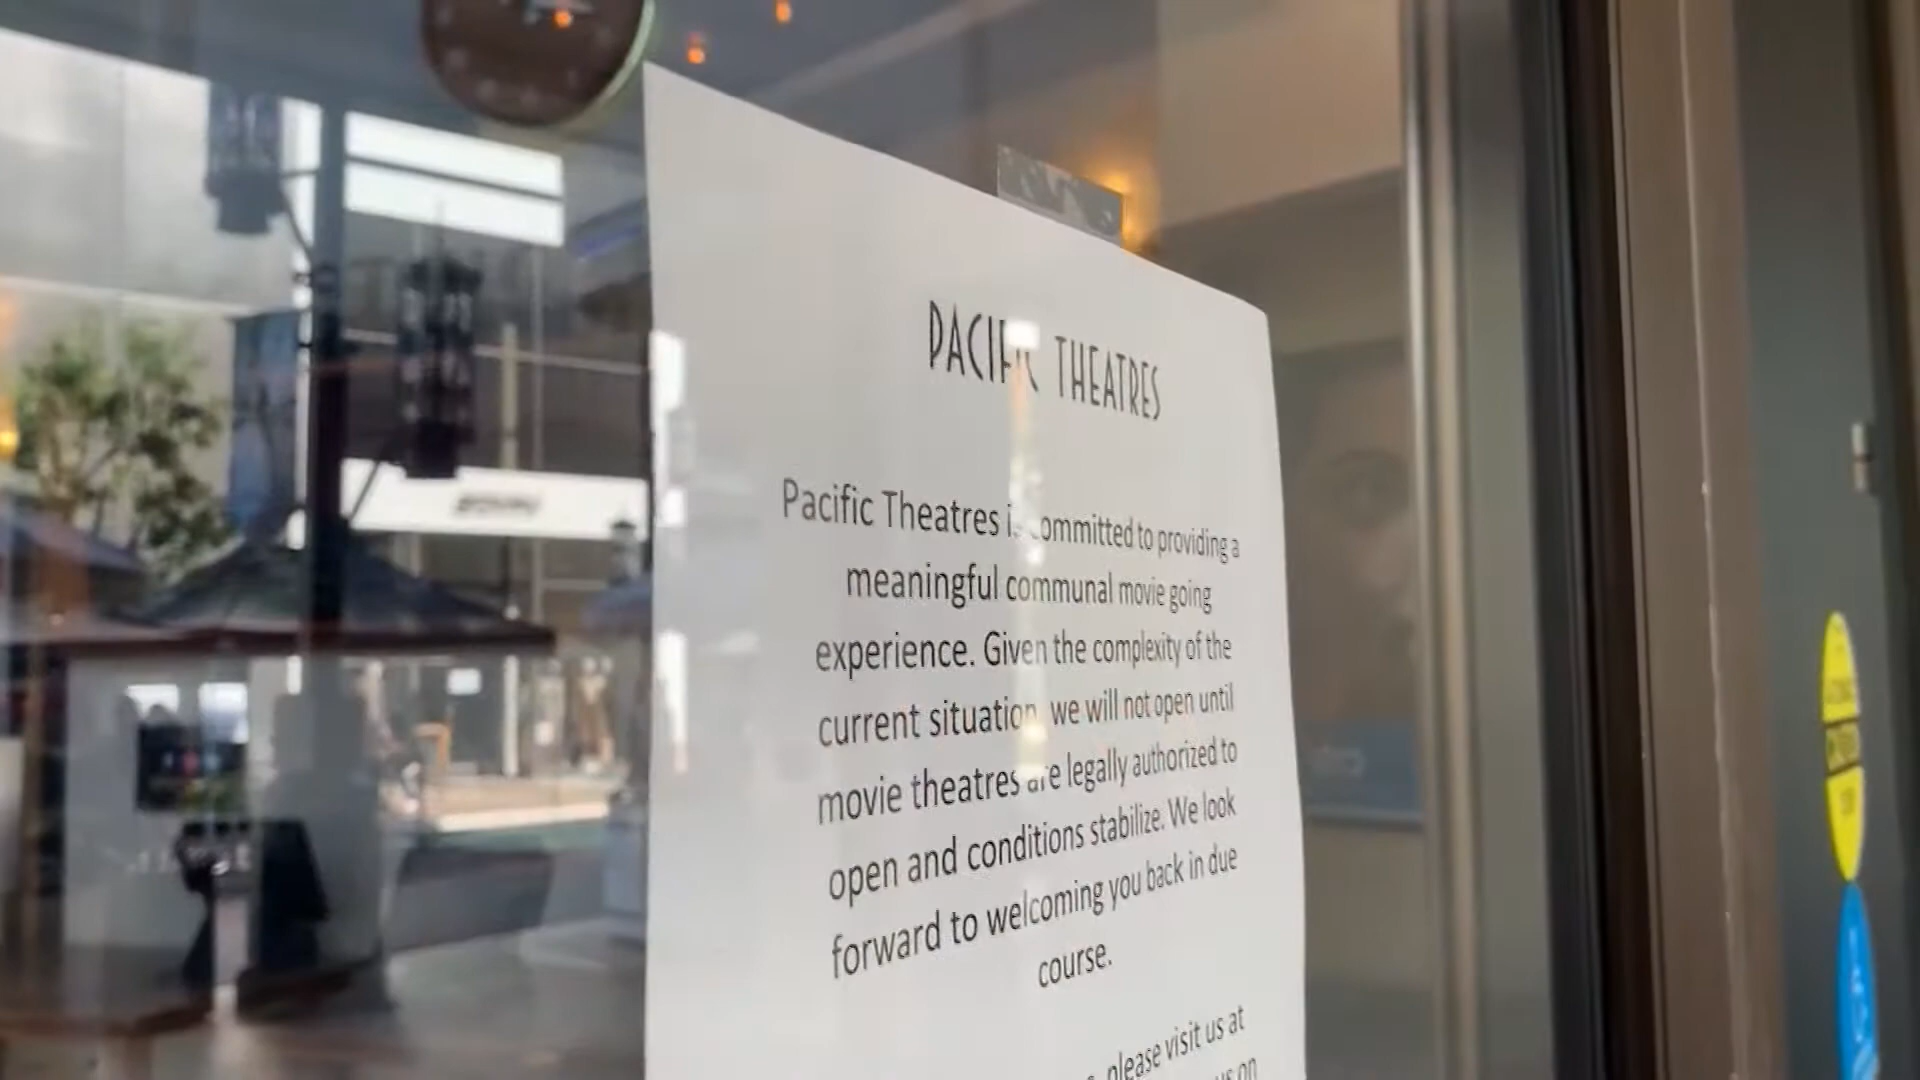 PACIFIC THEATRES
Pacific Theatres is committed to providing a
meaningful communal movie going
experience. Given the complexity of the
current situation, we will not open until
movie theatres are legally authorized to
open and conditions stabilize. We look
forward to welcoming you back in due
course.
please visit us at
us on